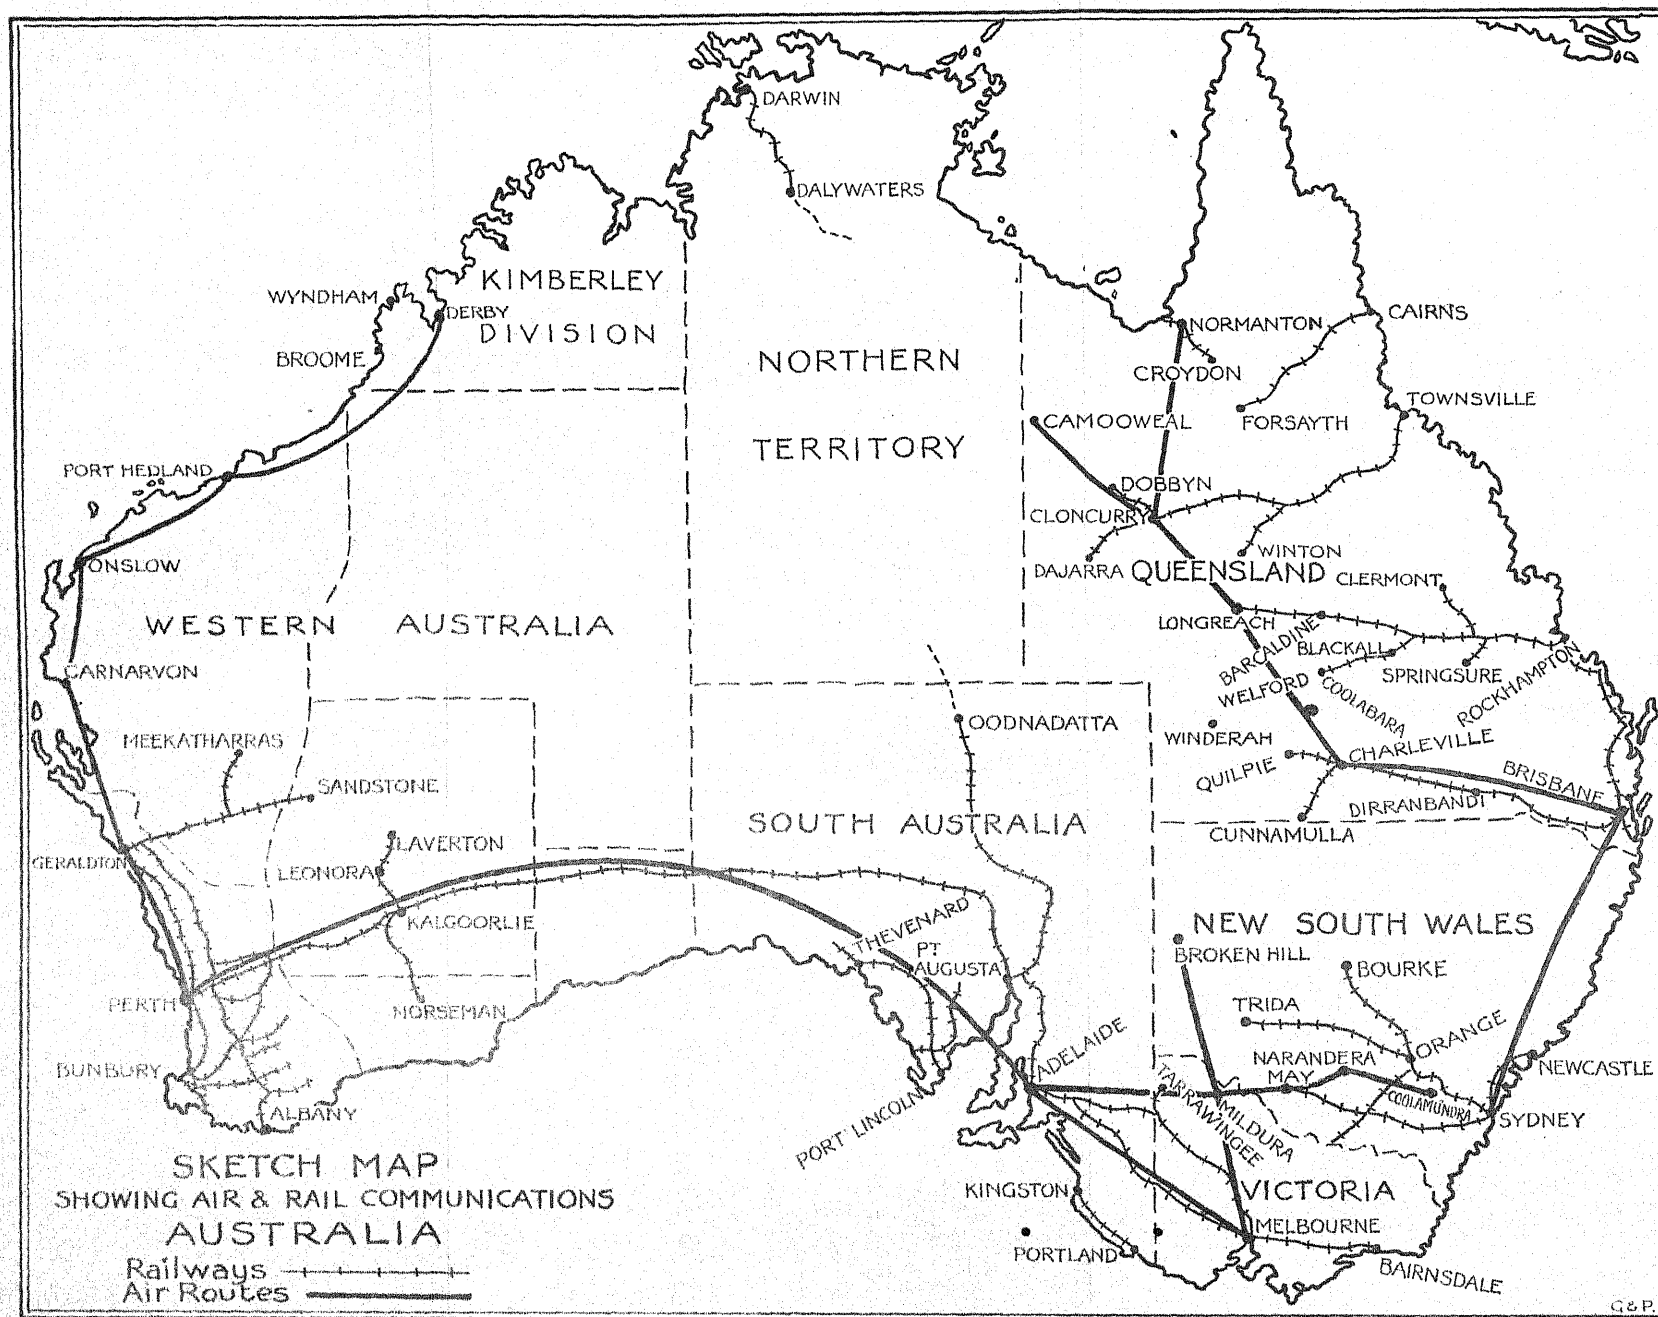 DARWIN
DALYWATERS
KIMBERLEY
DIVISION
WYNDHAM
DERBY
BROOME
NORTHERN
TERRITORY
NORMANTON
CAIRNS
CROYDON
TOWNSVILLE
CAMOOWEAL
FORSAYTH
PORT HEDLAND
DOBBYN
CLONCURRY
ONSLOW
WINTON
DAJARRA
QUEENSLAND
CLERMONT
WESTERN AUSTRALIA
LONGREACH
BARCALDINE
BLACKALL
SPRINGSURE
ROCKHAMPTON
WELFORD
COOLABARA
CARNARVON
OODNADATTA
MEEKATHARRAS
WINDERAH
CHARLEVILLE
QUILPIE
BRISBANE
SANDSTONE
DIRRANBANDI
CUNNAMULLA
SOUTH AUSTRALIA
LAVERTON
GERALDTON
LEONORA
KALGOORLIE
THEVENARD
NEW SOUTH WALES
BROKEN HILL
PT
AUGUSTA
BOURKE
PERTH
NORSEMAN
TRIDA
ORANGE
ADELAIDE
NARANDERA
MAY
NEWCASTLE
BUNBURY
TARRAWINGEE
MILDURA
COOLAMUNDRA
SYDNEY
ALBANY
PORT LINCOLN
KINGSTON
VICTORIA
MELBOURNE
PORTLAND
BAIRNSDALE
SKETCH MAP
SHOWING AIR & RAIL COMMUNICATIONS
AUSTRALIA
Railways
Air Routes
G&P.